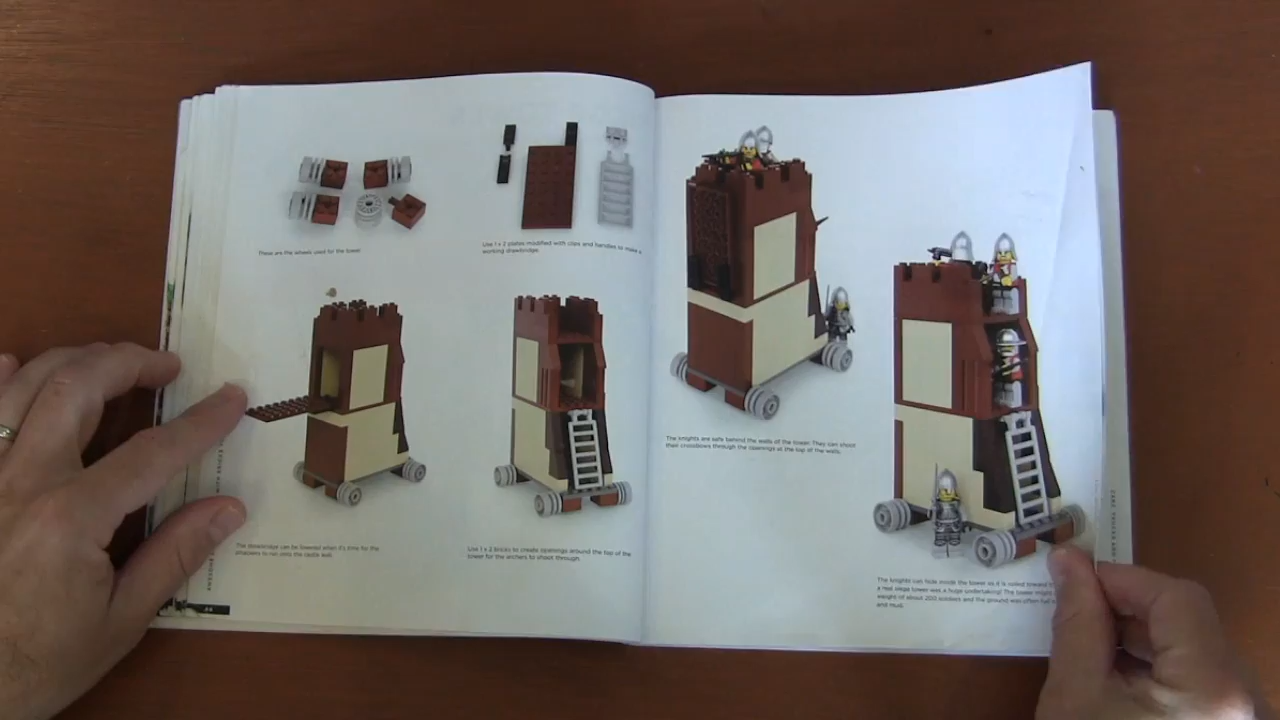 These are the wheels used for the tower.
Use 1 x 2 plates modified with clips and handles to make a
working drawbridge.
The drawbridge can be lowered when it's time for the
attackers to run onto the castle wall.
Use 1 x 2 bricks to create openings around the top of the
tower for the archers to shoot through.
The knights are safe behind the walls of the tower. They can shoot
their crossbows through the openings at the top of the walls.
The knights can hide inside the tower as it is rolled toward
a real siege tower was a huge undertaking! The tower might
weight of about 200 soldiers and the ground was often full
and mud.